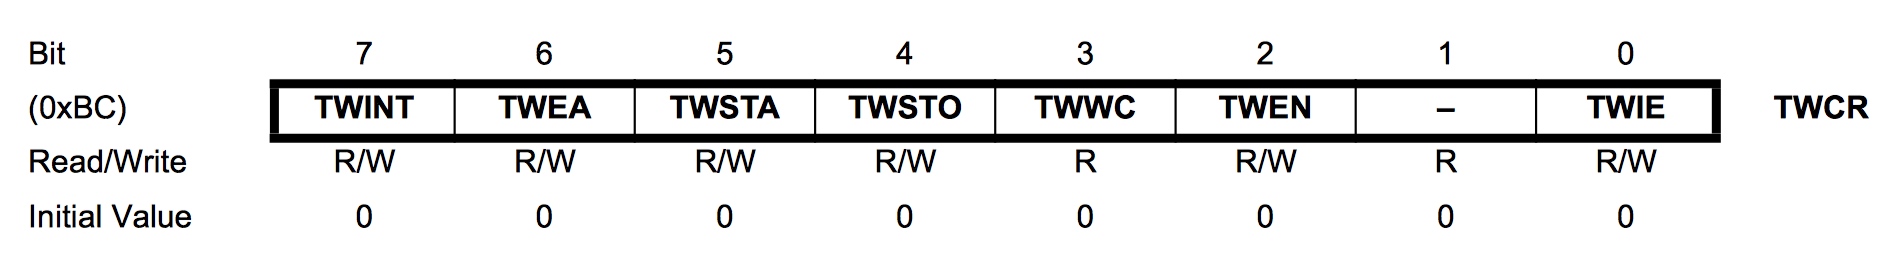 Bit 7 6 5 4 3 2 1 0
(0xBC) TWINT TWEA TWSTA TWSTO TWWC TWEN – TWIE TWCR
Read/Write R/W R/W R/W R/W R R/W R R/W
Initial Value 0 0 0 0 0 0 0 0